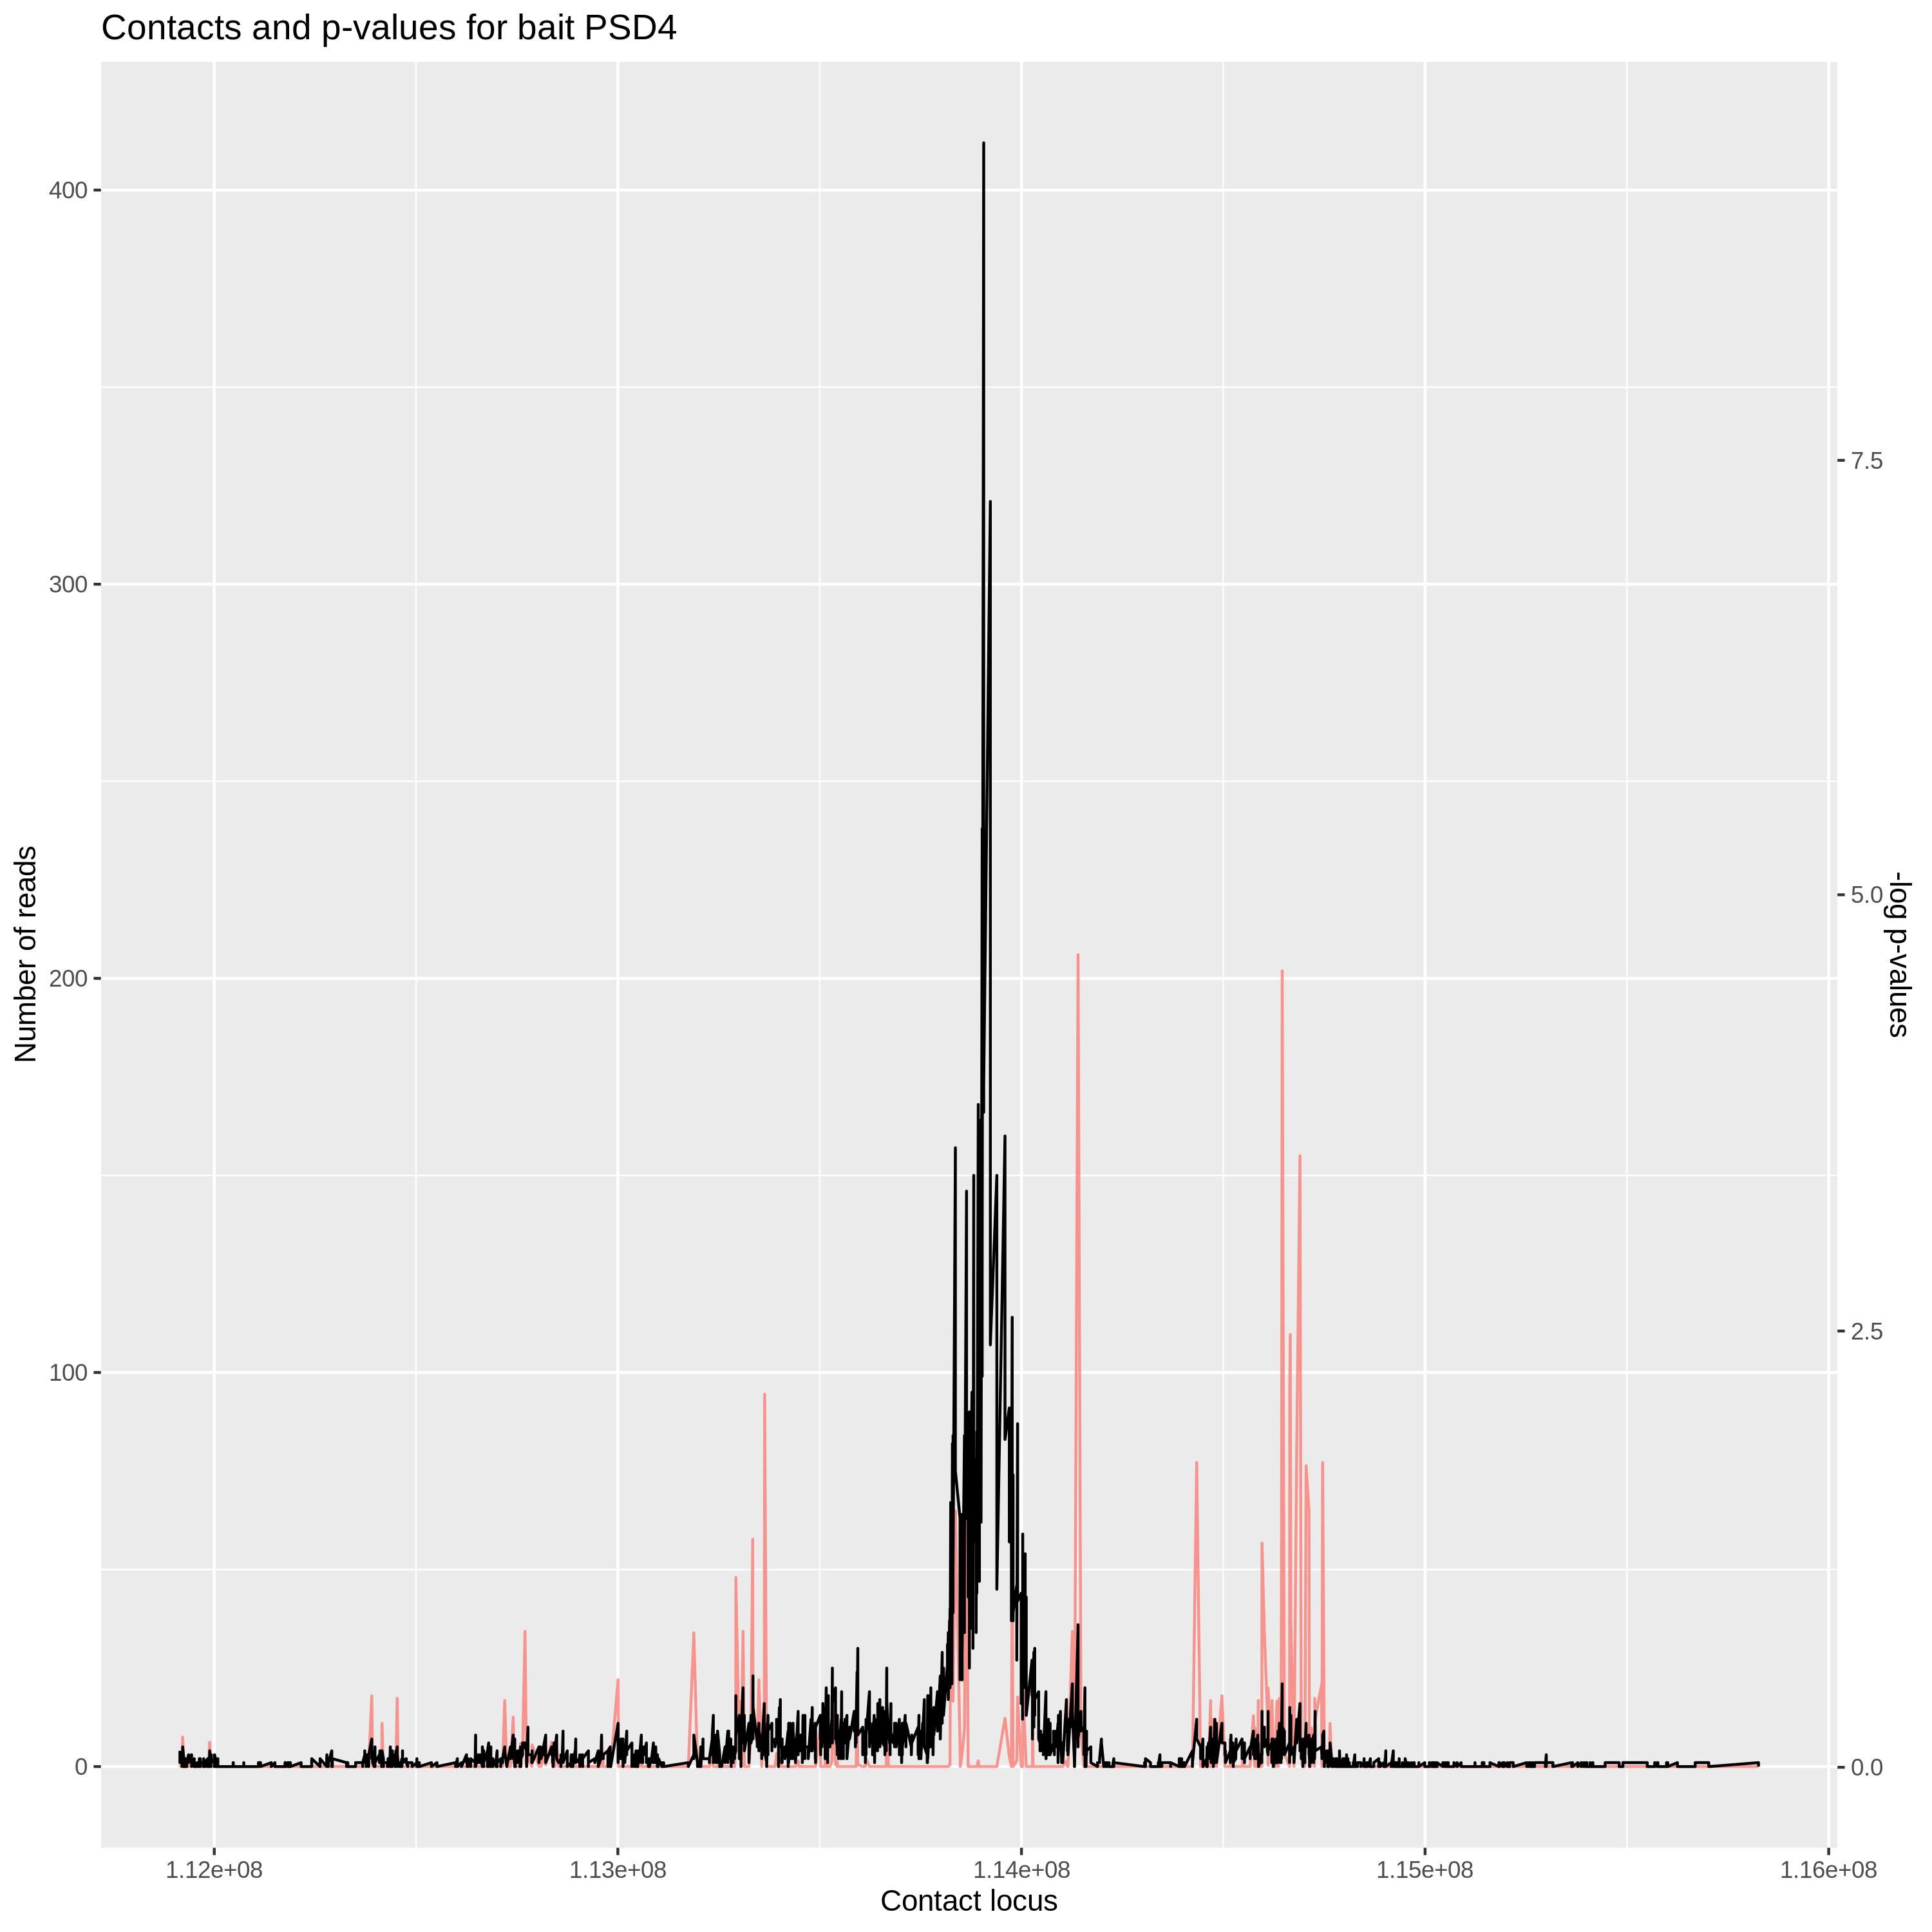 Contacts and p-values for bait PSD4
400
300
200
100
0
Number of reads
7.5
5.0
2.5
0.0
-log p-values
1.12e+08 1.13e+08 1.14e+08 1.15e+08 1.16e+08
Contact locus